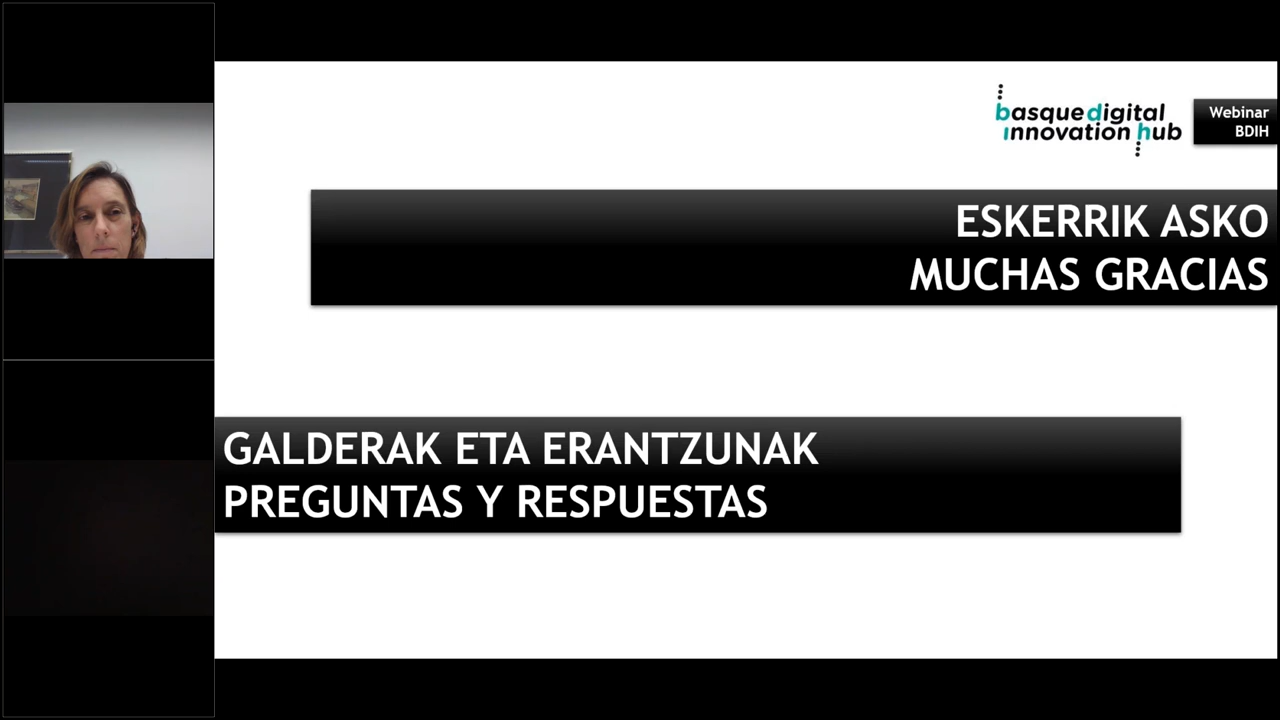 basque digital
innovation hub
Webinar
BDIH
ESKERRIK ASKO
MUCHAS GRACIAS
GALDERAK ETA ERANTZUNAK
PREGUNTAS Y RESPUESTAS